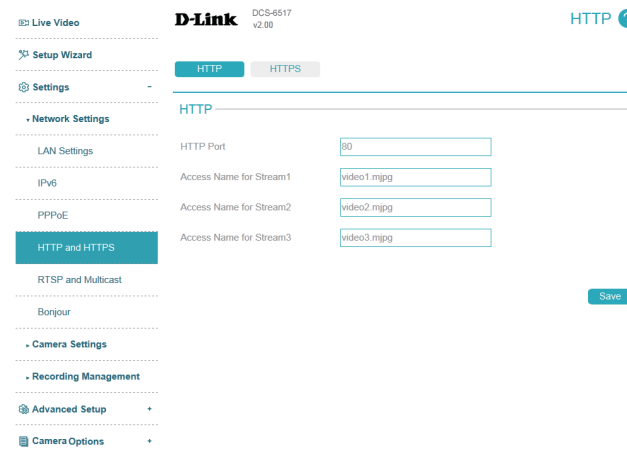 Live Video
Setup Wizard
Settings -
Network Settings
LAN Settings
IPv6
PPPoE
HTTP and HTTPS
RTSP and Multicast
Bonjour
Camera Settings
Recording Management
Advanced Setup +
Camera Options +
D-Link DCS-6517
v2.00
HTTP ?
HTTP HTTPS
HTTP
HTTP Port 80
Access Name for Stream1 video1.mjpg
Access Name for Stream2 video2.mjpg
Access Name for Stream3 video3.mjpg
Save